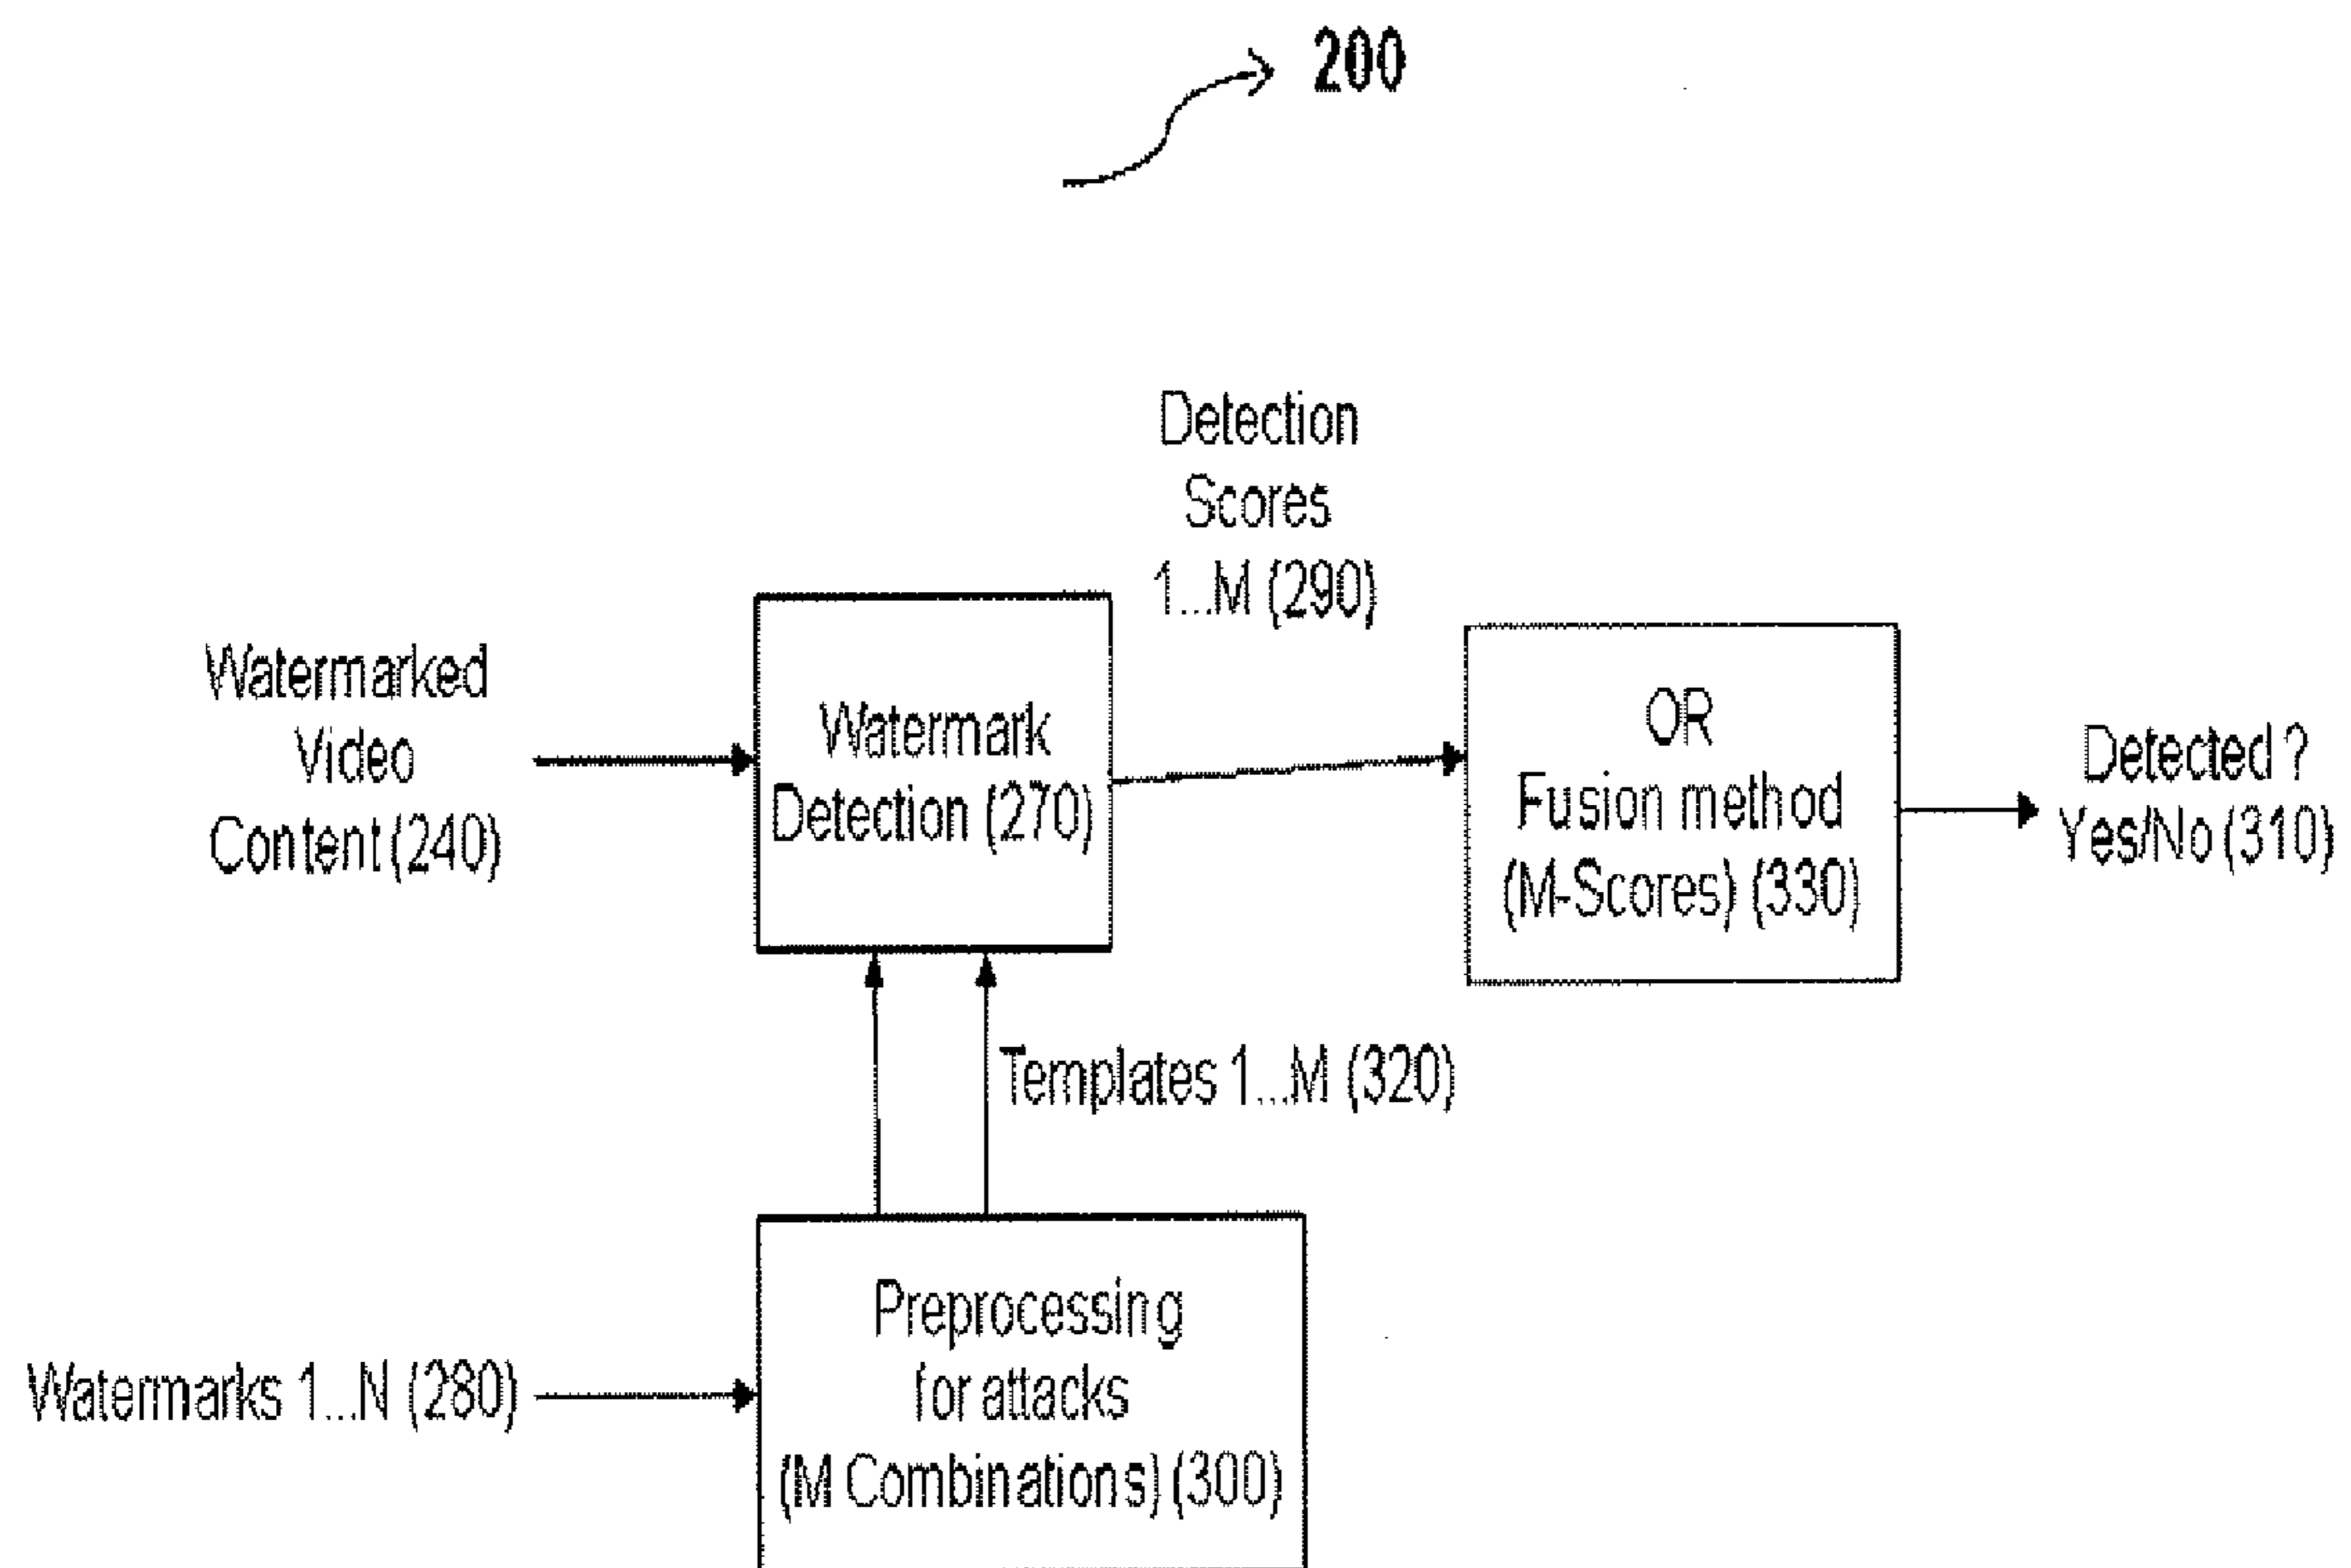 200
Detection
Scores
1...M (290)
Watermarked
Video
Content (240)
Watermark
Detection (270)
OR
Fusion method
(M-Scores) (330)
Detected ?
Yes/No (310)
Templates 1...M (320)
Watermarks 1...N (280)
Preprocessing
for attacks
(M Combinations) (300)